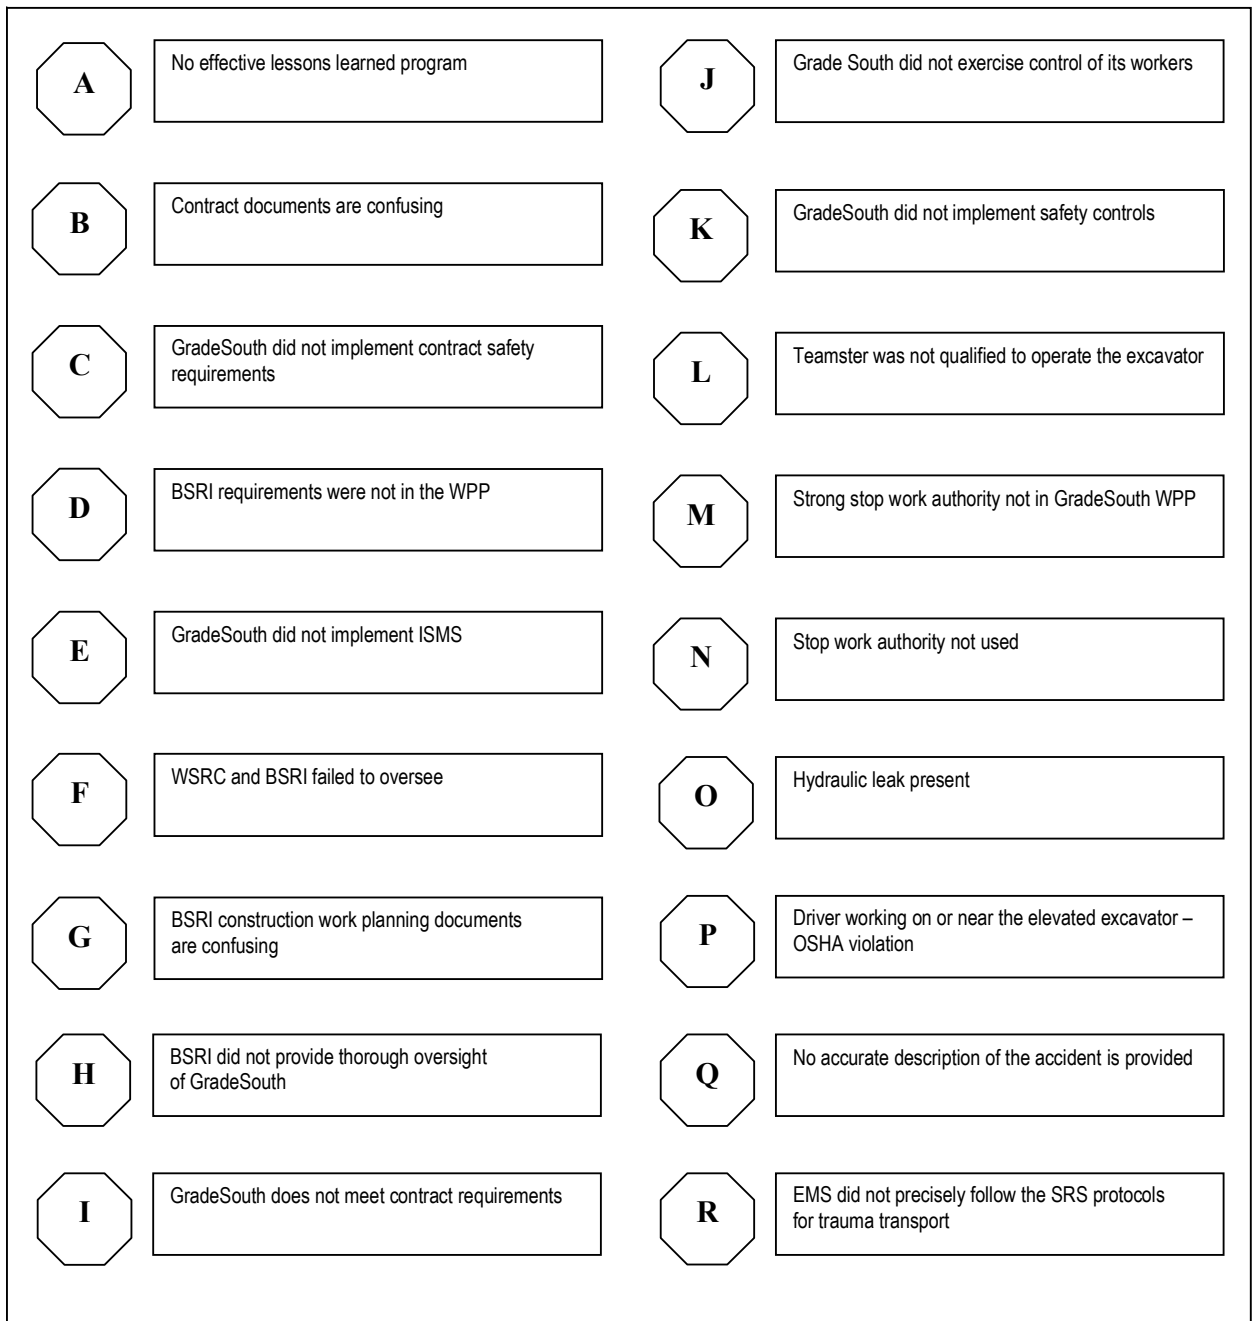 A
No effective lessons learned program
B
Contract documents are confusing
C
GradeSouth did not implement contract safety
requirements
D
BSRI requirements were not in the WPP
E
GradeSouth did not implement ISMS
F
WSRC and BSRI failed to oversee
G
BSRI construction work planning documents
are confusing
H
BSRI did not provide thorough oversight
of GradeSouth
I
GradeSouth does not meet contract requirements
J
Grade South did not exercise control of its workers
K
GradeSouth did not implement safety controls
L
Teamster was not qualified to operate the excavator
M
Strong stop work authority not in GradeSouth WPP
N
Stop work authority not used
O
Hydraulic leak present
P
Driver working on or near the elevated excavator –
OSHA violation
Q
No accurate description of the accident is provided
R
EMS did not precisely follow the SRS protocols
for trauma transport